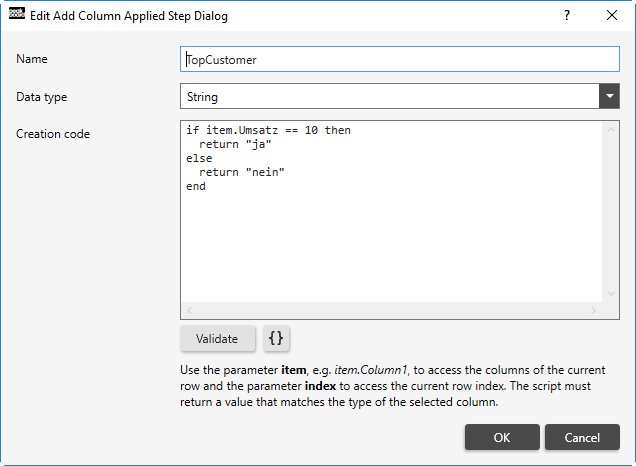 peak
board
Edit Add Column Applied Step Dialog
?
Name
TopCustomer
Data type
String
Creation code
if item.Umsatz == 10 then
  return "ja"
else
  return "nein"
end
Validate
{}
Use the parameter item, e.g. item.Column1, to access the columns of the current
row and the parameter index to access the current row index. The script must
return a value that matches the type of the selected column.
OK
Cancel